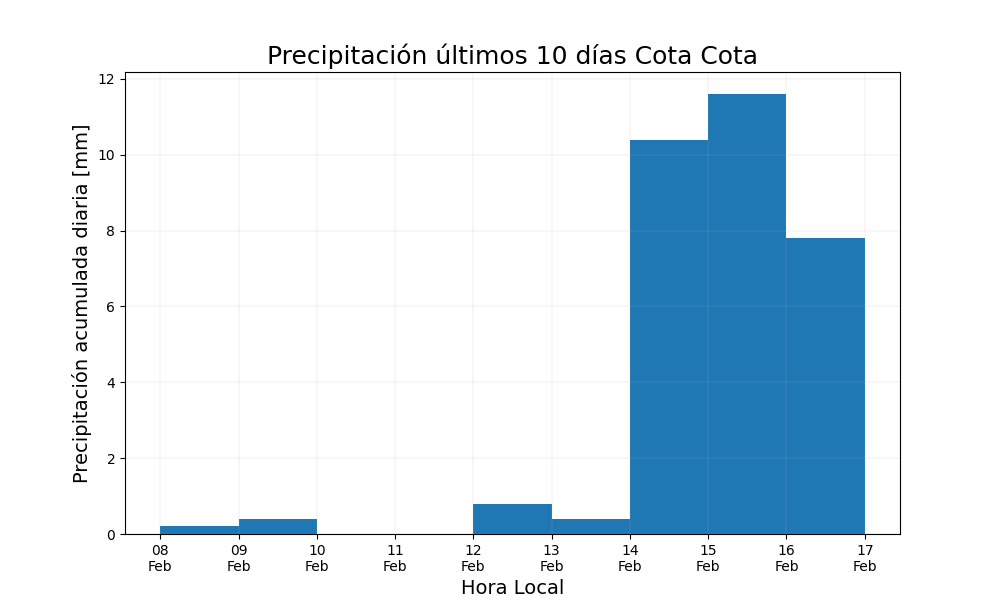 Precipitación últimos 10 días Cota Cota
Precipitación acumulada diaria [mm]
12
10
8
6
4
2
0
08 09 10 11 12 13 14 15 16 17
Feb Feb Feb Feb Feb Feb Feb Feb Feb Feb
Hora Local